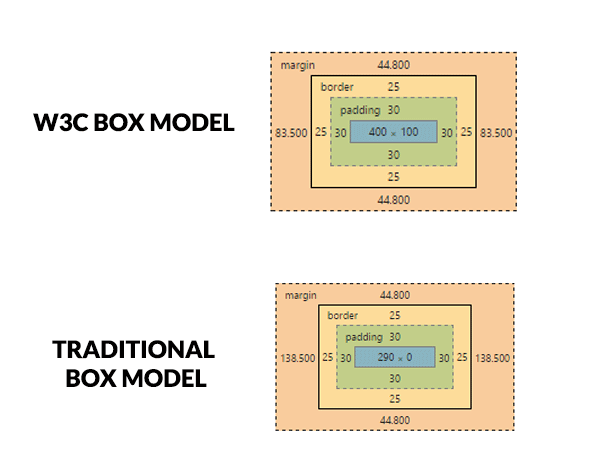 W3C BOX MODEL
margin 44.800
border 25
padding 30
83.500 25 30 400 × 100 30 25 83.500
30
25
44.800
TRADITIONAL
BOX MODEL
margin 44.800
border 25
padding 30
138.500 25 30 290 × 0 30 25 138.500
30
25
44.800